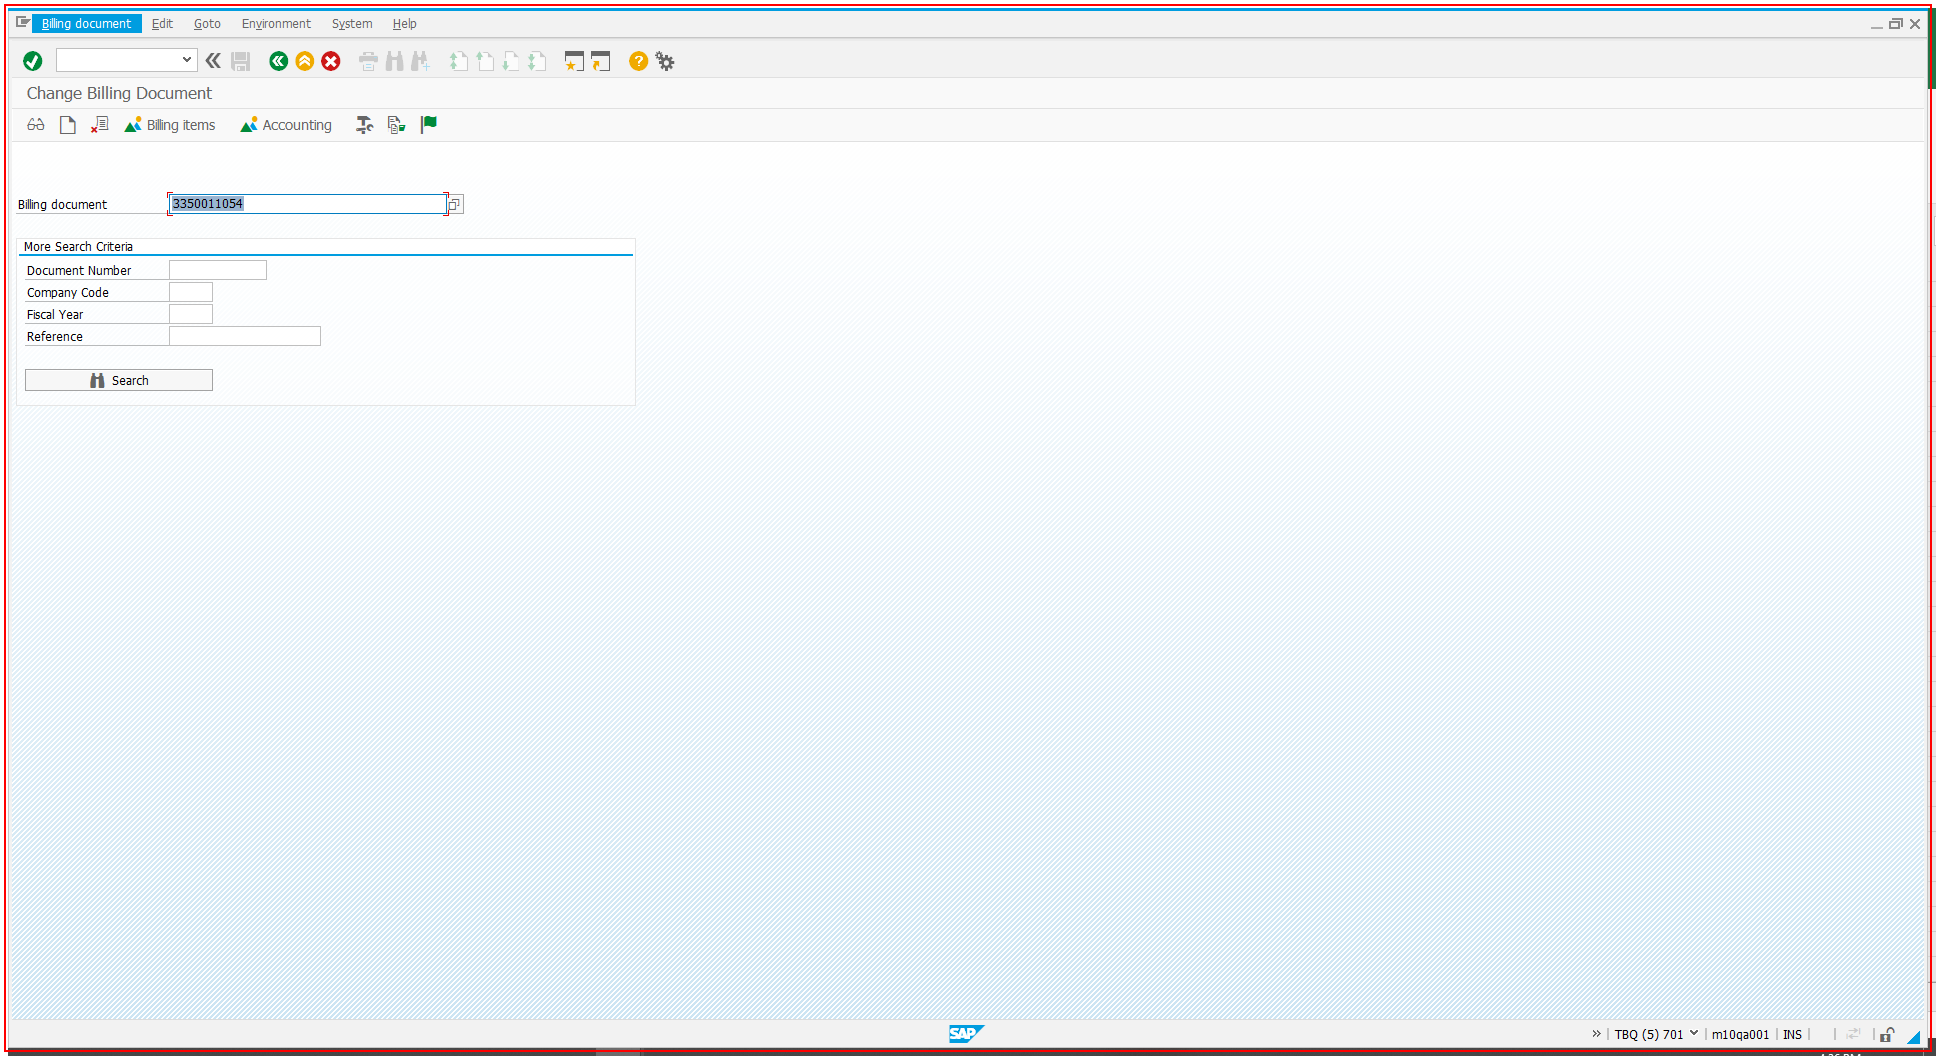 Billing document Edit Goto Environment System Help
Change Billing Document
Billing items Accounting
Billing document 3350011054
More Search Criteria
Document Number
Company Code
Fiscal Year
Reference
Search
SAP
TBQ (5) 701 m10qa001 INS